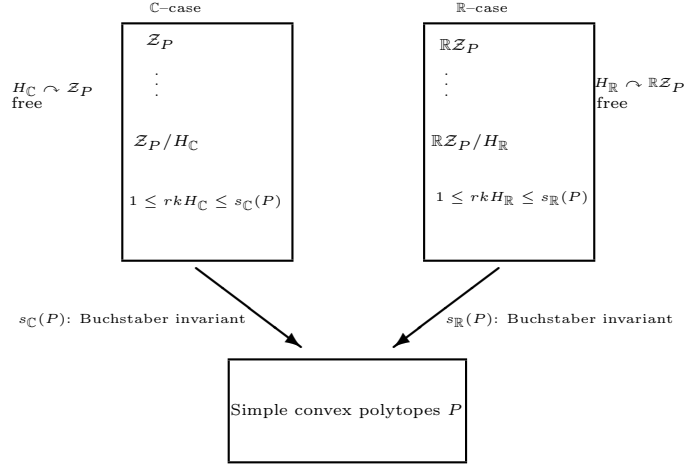 ℂ–case
ℝ–case
𝒵_P
ℝ𝒵_P
⋮
⋮
H_ℂ ↷ 𝒵_P
free
H_ℝ ↷ ℝ𝒵_P
free
𝒵_P/H_ℂ
ℝ𝒵_P/H_ℝ
1 ≤ rkH_ℂ ≤ s_ℂ(P)
1 ≤ rkH_ℝ ≤ s_ℝ(P)
s_ℂ(P): Buchstaber invariant
s_ℝ(P): Buchstaber invariant
Simple convex polytopes P